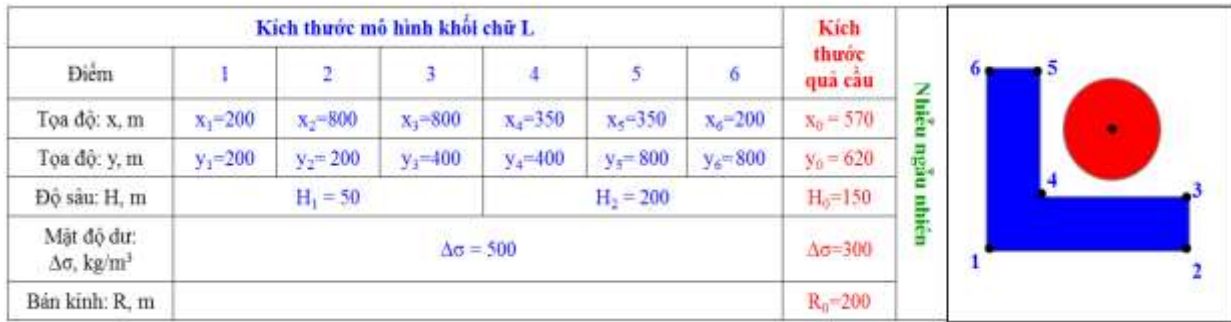 Kích thước mô hình khối chữ L
Kích thước quả cầu
Nhiễu ngẫu nhiên
Điểm 1 2 3 4 5 6
Tọa độ: x, m x₁=200 x₂=800 x₃=800 x₄=350 x₅=350 x₆=200 x₀ = 570
Tọa độ: y, m y₁=200 y₂= 200 y₃=400 y₄=400 y₅= 800 y₆=800 y₀ = 620
Độ sâu: H, m H₁ = 50 H₂ = 200 H₀=150
Mật độ dư: Δσ, kg/m³ Δσ = 500 Δσ=300
Bán kính: R, m R₀=200
6 5
4 3
1 2